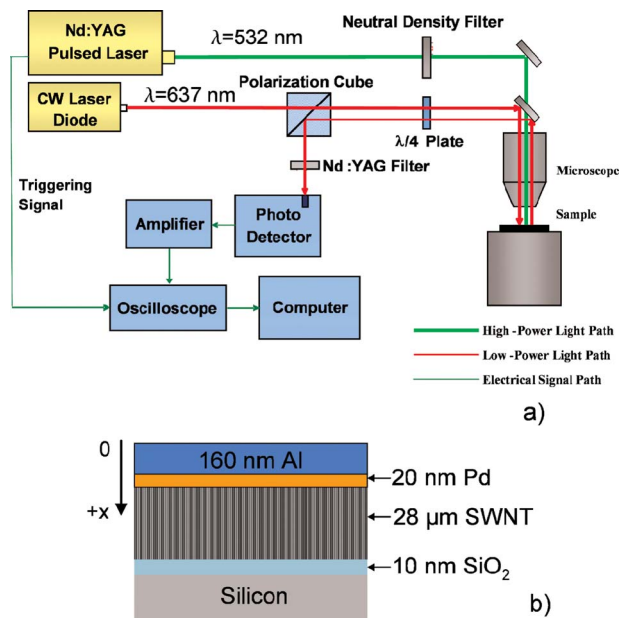 Nd:YAG
Pulsed Laser
λ=532 nm
Neutral Density Filter
CW Laser
Diode
λ=637 nm
Polarization Cube
λ/4 Plate
Nd :YAG Filter
Microscope
Triggering
Signal
Amplifier
Photo
Detector
Sample
Oscilloscope
Computer
High -Power Light Path
Low -Power Light Path
Electrical Signal Path
a)
0
+x
160 nm Al
20 nm Pd
28 μm SWNT
10 nm SiO₂
Silicon
b)